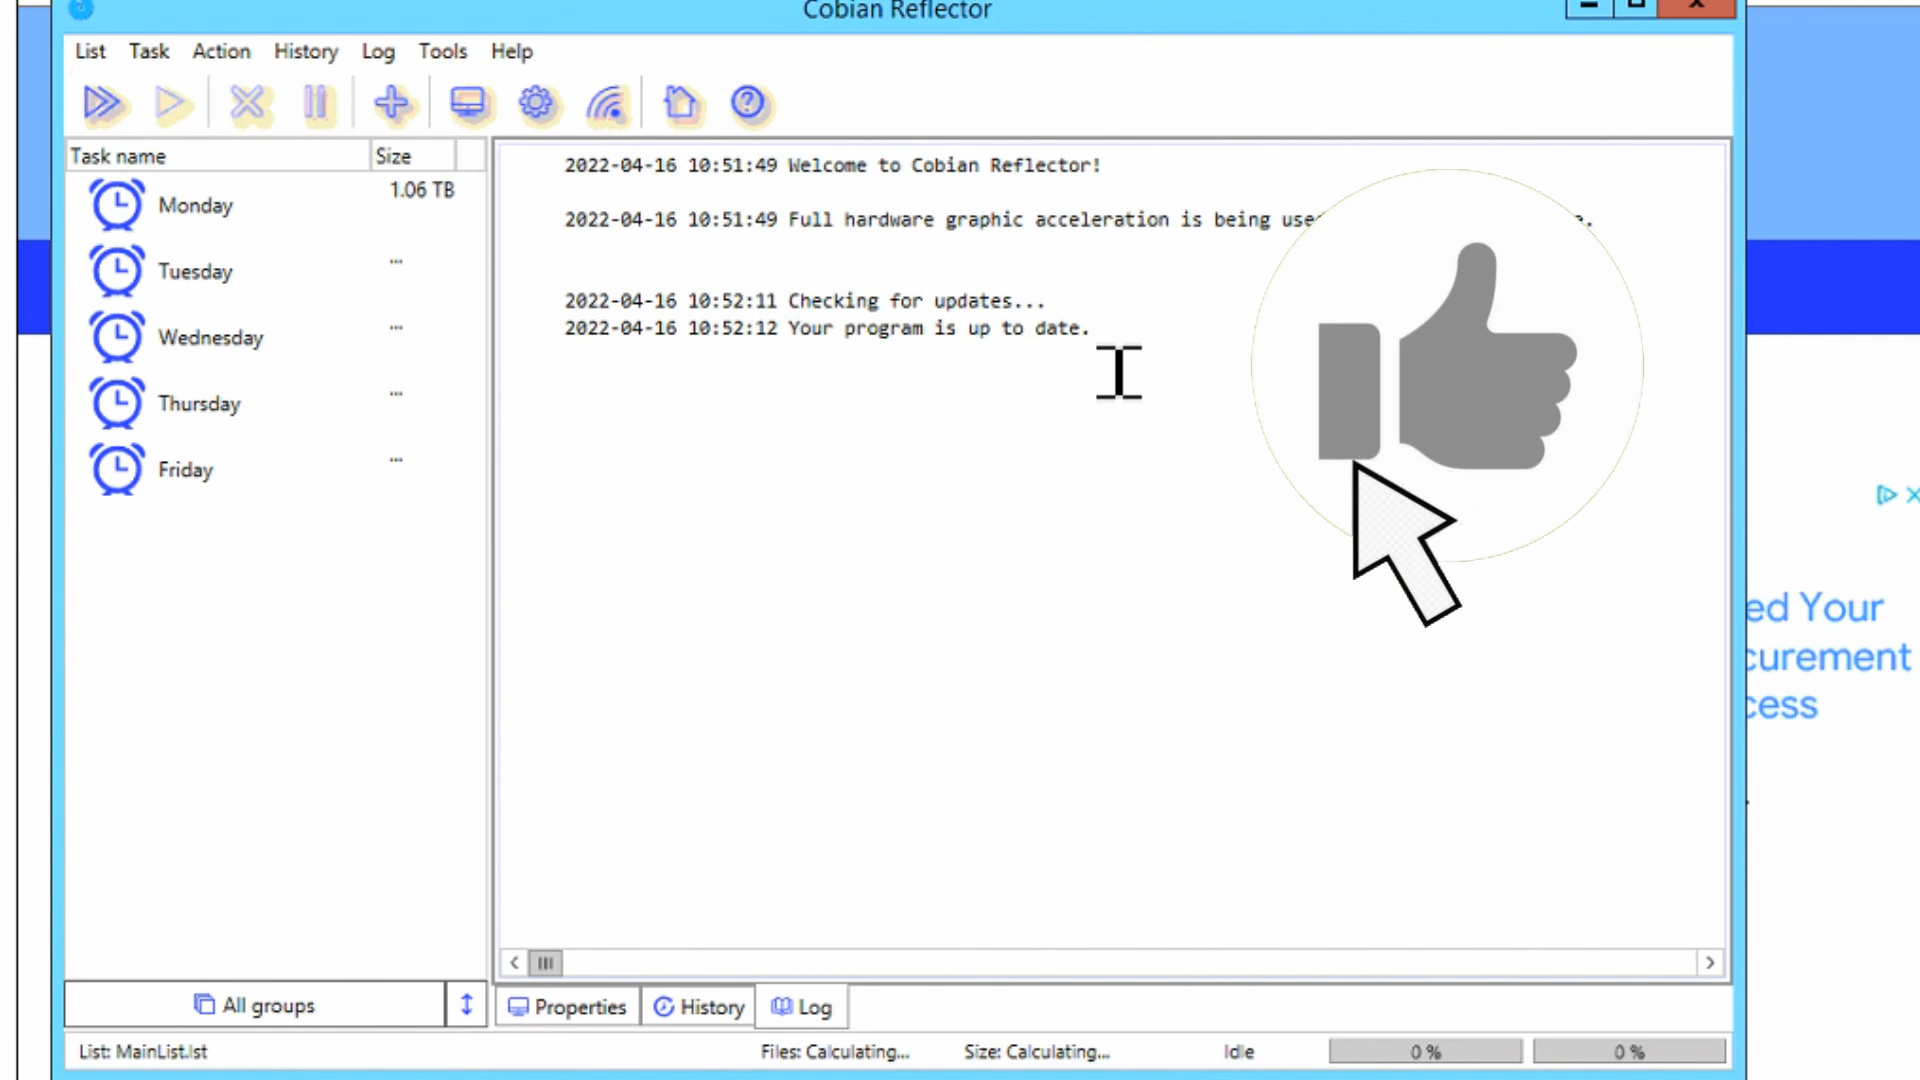 Cobian Reflector
List Task Action History Log Tools Help
Task name Size
Monday 1.06 TB
Tuesday ...
Wednesday ...
Thursday ...
Friday ...
2022-04-16 10:51:49 Welcome to Cobian Reflector!
2022-04-16 10:51:49 Full hardware graphic acceleration is being
2022-04-16 10:52:11 Checking for updates...
2022-04-16 10:52:12 Your program is up to date.
Your
All groups
Properties History Log
List: MainList.lst Files: Calculating... Size: Calculating... Idle 0 % 0 %